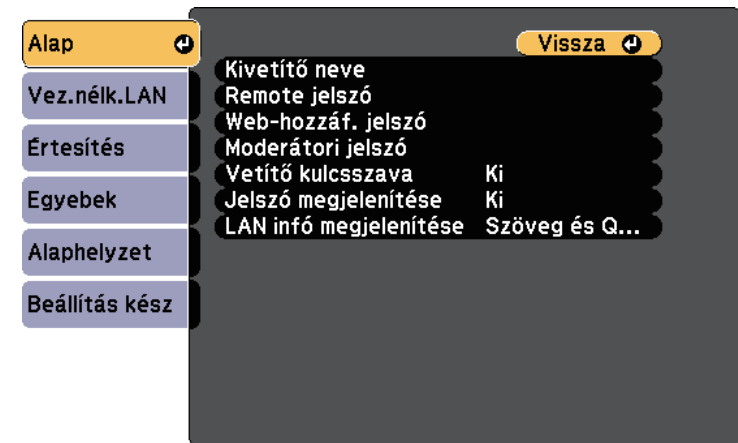 Alap
Vez.nélk.LAN
Értesítés
Egyebek
Alaphelyzet
Beállítás kész
Vissza
Kivetítő neve
Remote jelszó
Web-hozzáf. jelszó
Moderátori jelszó
Vetítő kulcsszava Ki
Jelszó megjelenítése Ki
LAN infó megjelenítése Szöveg és Q...